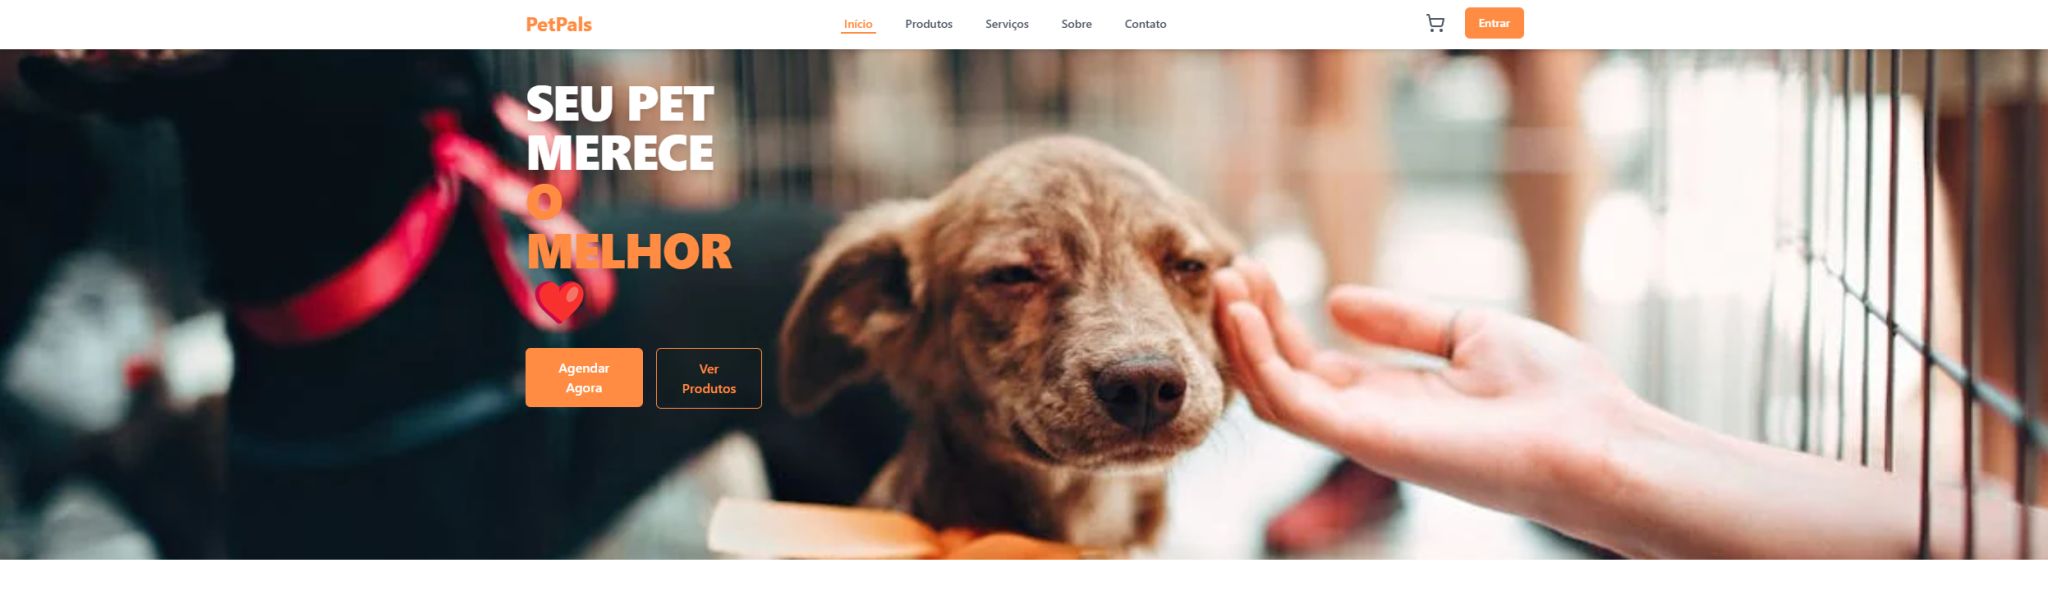 PetPals
Início
Produtos
Serviços
Sobre
Contato
Entrar
SEU PET
MERECE
O
MELHOR
❤️
Agendar
Agora
Ver
Produtos